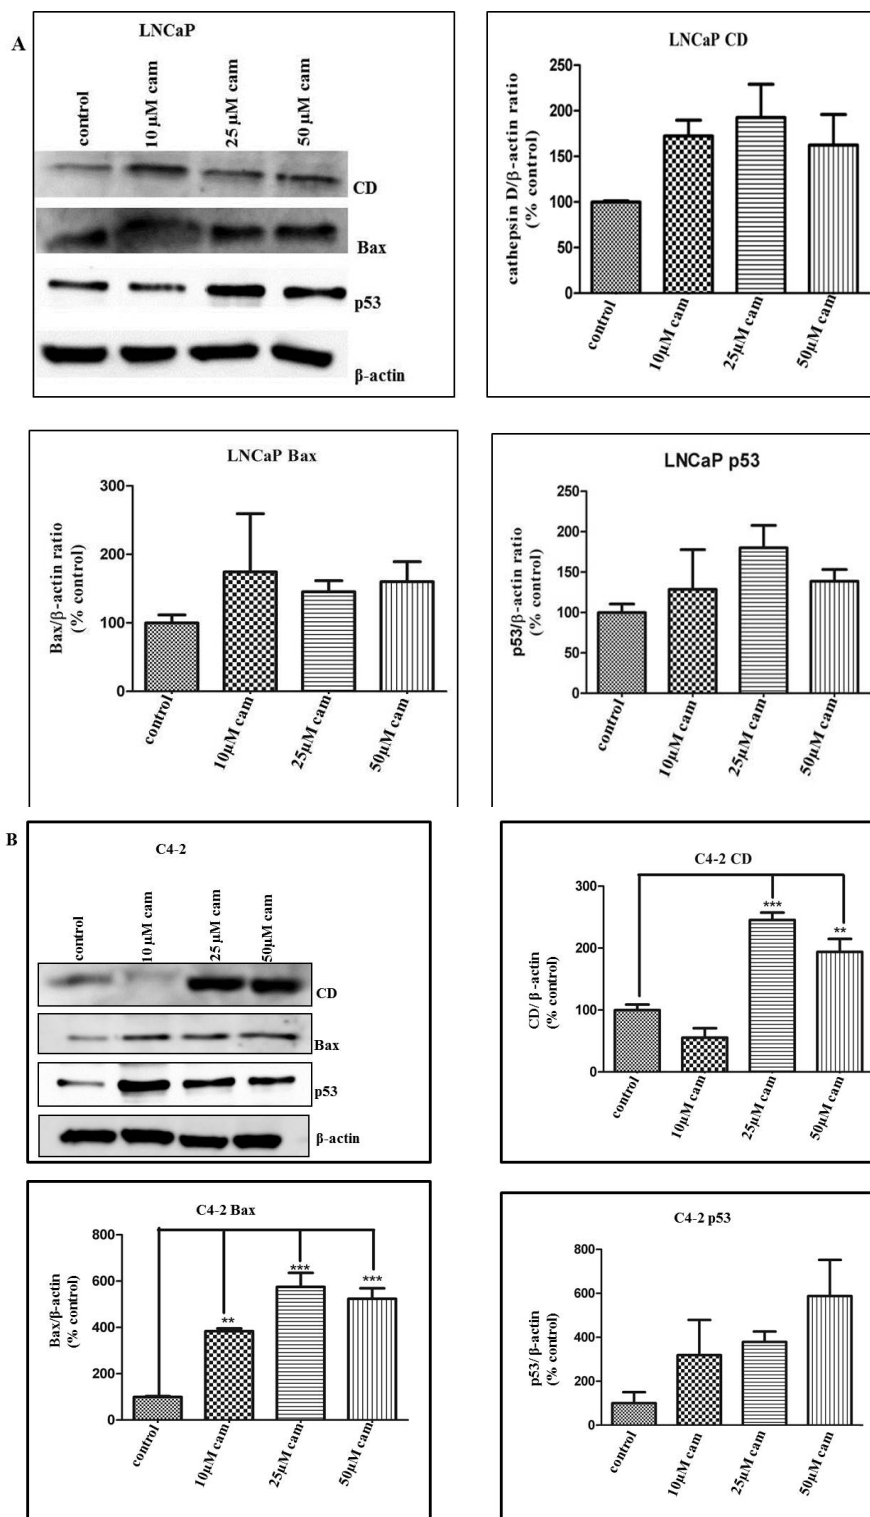 A
LNCaP
control
10 μM cam
25 μM cam
50 μM cam
CD
Bax
p53
β-actin
LNCaP CD
cathepsin D/β-actin ratio
(% control)
250
200
150
100
50
0
control
10μM cam
25μM cam
50μM cam
LNCaP Bax
Bax/β-actin ratio
(% control)
300
200
100
0
control
10μM cam
25μM cam
50μM cam
LNCaP p53
p53/β-actin ratio
(% control)
250
200
150
100
50
0
control
10μM cam
25μM cam
50μM cam
B
C4-2
control
10 μM cam
25 μM cam
50μM cam
CD
Bax
p53
β-actin
C4-2 CD
CD/ β -actin
(% control)
300
200
100
0
***
**
control
10μM cam
25μM cam
50μM cam
C4-2 Bax
Bax/β-actin
(% control)
800
600
400
200
0
**
***
***
control
10μM cam
25μM cam
50μM cam
C4-2 p53
p53/ β-actin
(% control)
800
600
400
200
0
control
10μM cam
25μM cam
50μM cam